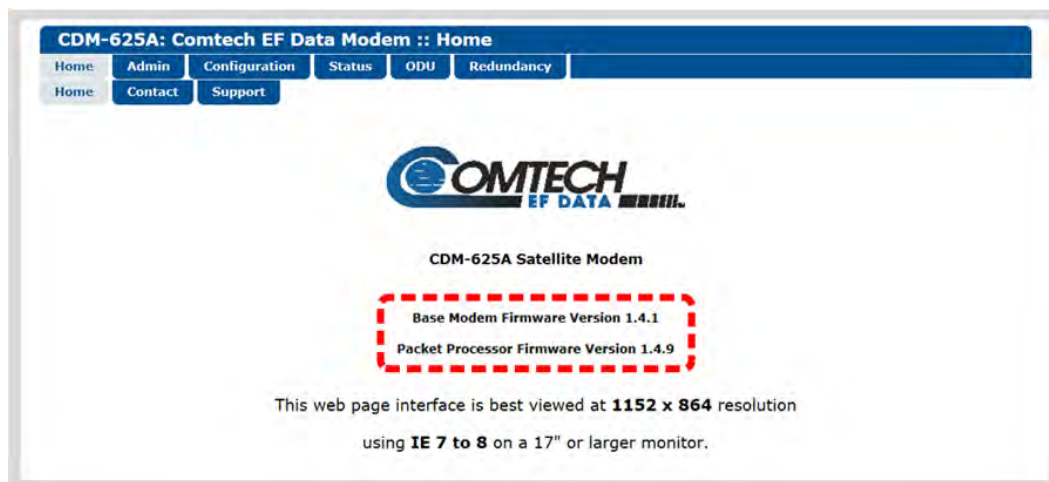 CDM-625A: Comtech EF Data Modem :: Home
Home Admin Configuration Status ODU Redundancy
Home Contact Support
COMTECH
EF DATA
CDM-625A Satellite Modem
Base Modem Firmware Version 1.4.1
Packet Processor Firmware Version 1.4.9
This web page interface is best viewed at 1152 x 864 resolution
using IE 7 to 8 on a 17" or larger monitor.